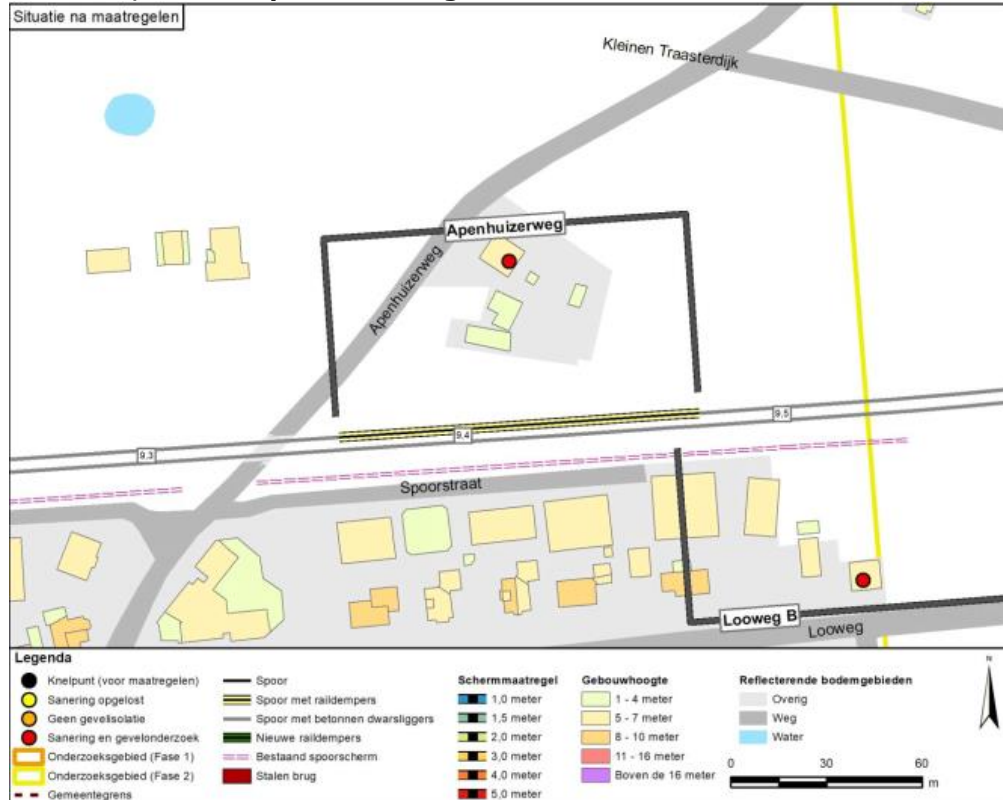 Situatie na maatregelen
Kleinen Traasterdijk
Apenhuizerweg
Apenhuizerweg
9,3
9,4
9,5
Spoorstraat
Looweg B
Looweg
Legenda
Knelpunt (voor maatregelen)
Sanering opgelost
Geen gevelisolatie
Sanering en gevelonderzoek
Onderzoeksgebied (Fase 1)
Onderzoeksgebied (Fase 2)
Gemeentegrens
Spoor
Spoor met raildempers
Spoor met betonnen dwarsliggers
Nieuwe raildempers
Bestaand spoorscherm
Stalen brug
Schermmaatregel
1,0 meter
1,5 meter
2,0 meter
3,0 meter
4,0 meter
5,0 meter
Gebouwhoogte
1 - 4 meter
5 - 7 meter
8 - 10 meter
11 - 16 meter
Boven de 16 meter
Reflecterende bodemgebieden
Overig
Weg
Water
N
0 30 60
m